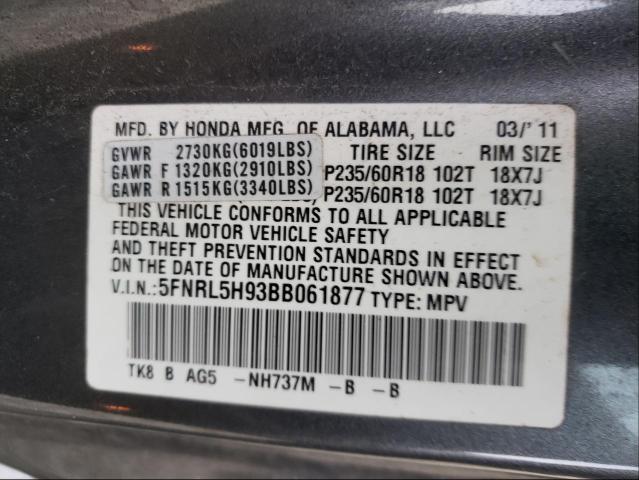 MFD. BY HONDA MFG. OF ALABAMA, LLC 03/'11
GVWR 2730KG(6019LBS) TIRE SIZE RIM SIZE
GAWR F 1320KG(2910LBS) P235/60R18 102T 18X7J
GAWR R 1515KG(3340LBS) P235/60R18 102T 18X7J
THIS VEHICLE CONFORMS TO ALL APPLICABLE
FEDERAL MOTOR VEHICLE SAFETY
AND THEFT PREVENTION STANDARDS IN EFFECT
ON THE DATE OF MANUFACTURE SHOWN ABOVE.
V.I.N.:5FNRL5H93BB061877 TYPE: MPV
TK8 B AG5 -NH737M -B -B